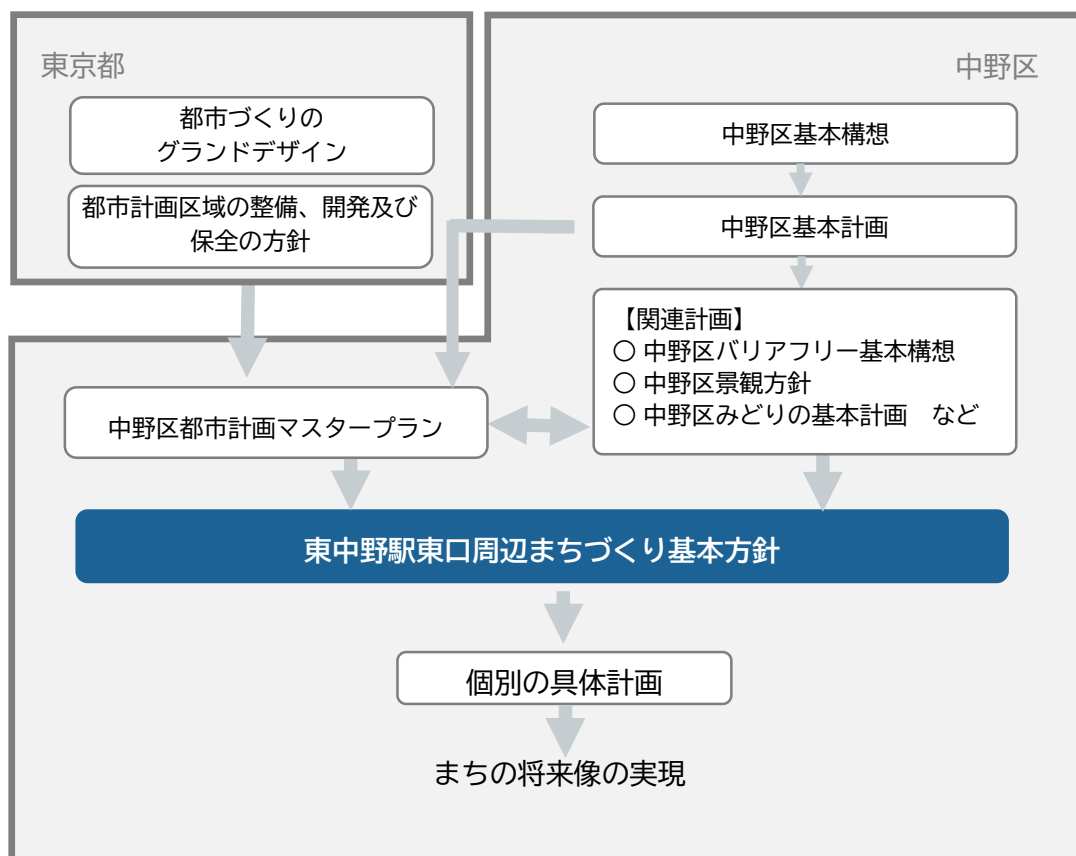 東京都
都市づくりの
グランドデザイン
都市計画区域の整備、開発及び
保全の方針
中野区
中野区基本構想
中野区基本計画
【関連計画】
○ 中野区バリアフリー基本構想
○ 中野区景観方針
○ 中野区みどりの基本計画　など
中野区都市計画マスタープラン
東中野駅東口周辺まちづくり基本方針
個別の具体計画
まちの将来像の実現